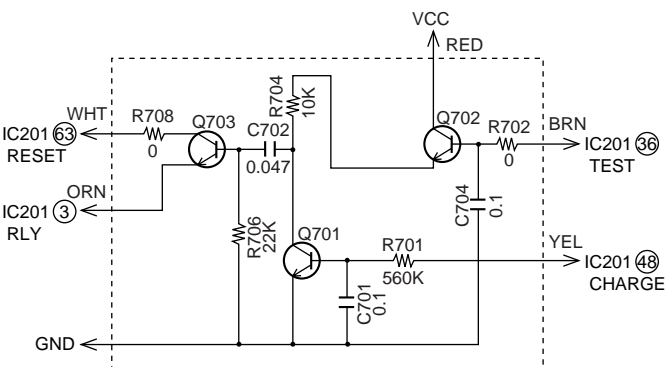 VCC
RED
WHT
R708
Q703
C702
R704
10K
Q702
R702
BRN
IC201 63
RESET
0
0.047
0
IC201 36
TEST
ORN
IC201 3
RLY
R706
22K
Q701
C704
0.1
R701
560K
YEL
IC201 48
CHARGE
C701
0.1
GND